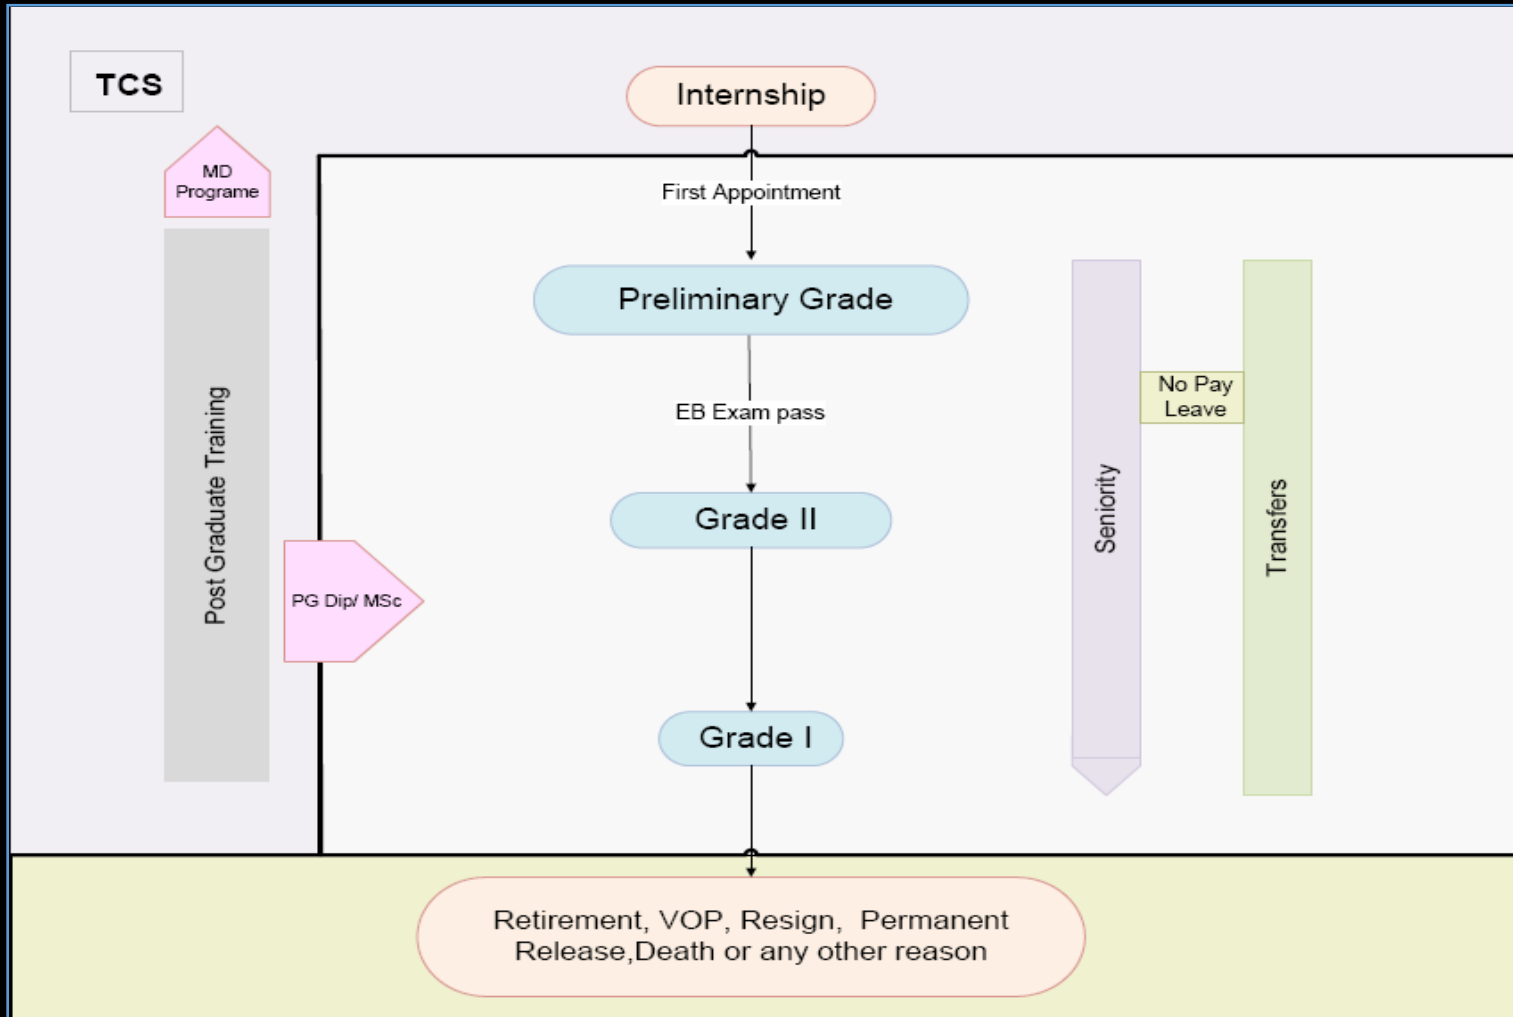 TCS
Internship
MD
Programe
First Appointment
Preliminary Grade
No Pay
Leave
EB Exam pass
Post Graduate Training
Seniority
Transfers
Grade II
PG Dip/ MSc
Grade I
Retirement, VOP, Resign, Permanent
Release,Death or any other reason